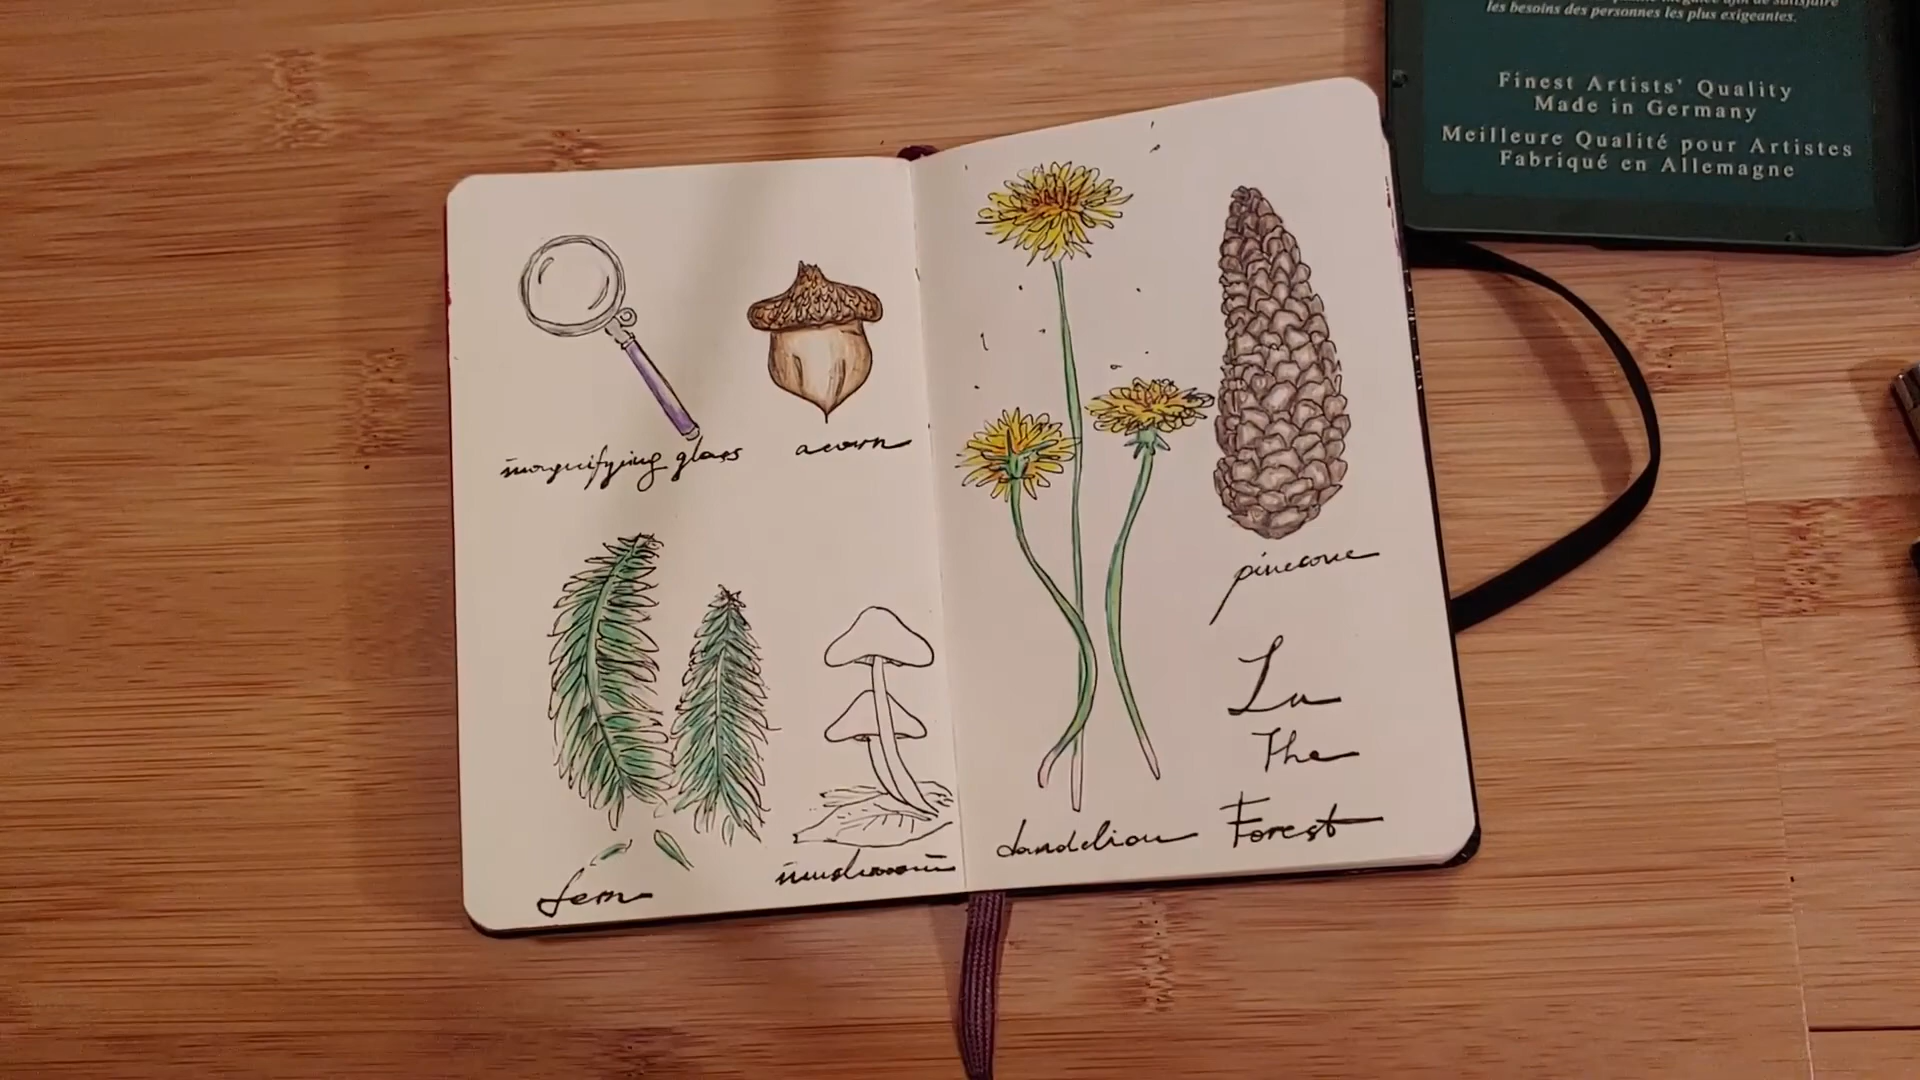 magnifying glass
acorn
fern
mushroom
dandelion
pinecone
In
The
Forest
les besoins des personnes les plus exigeantes.
Finest Artists' Quality
Made in Germany
Meilleure Qualité pour Artistes
Fabriqué en Allemagne